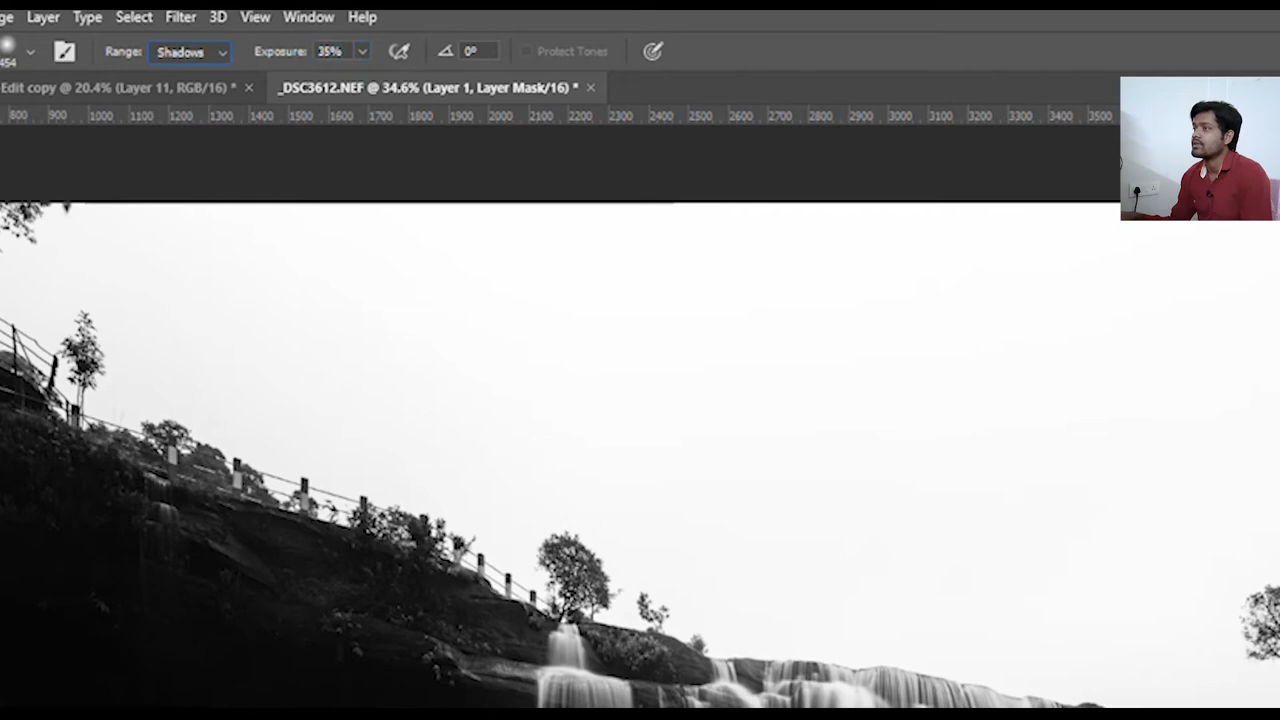 ge Layer Type Select Filter 3D View Window Help
454 Range: Shadows Exposure: 35% 0° Protect Tones
Edit copy @ 20.4% (Layer 11, RGB/16) * × _DSC3612.NEF @ 34.6% (Layer 1, Layer Mask/16) * ×
800 900 1000 1100 1200 1300 1400 1500 1600 1700 1800 1900 2000 2100 2200 2300 2400 2500 2600 2700 2800 2900 3000 3100 3200 3300 3400 3500